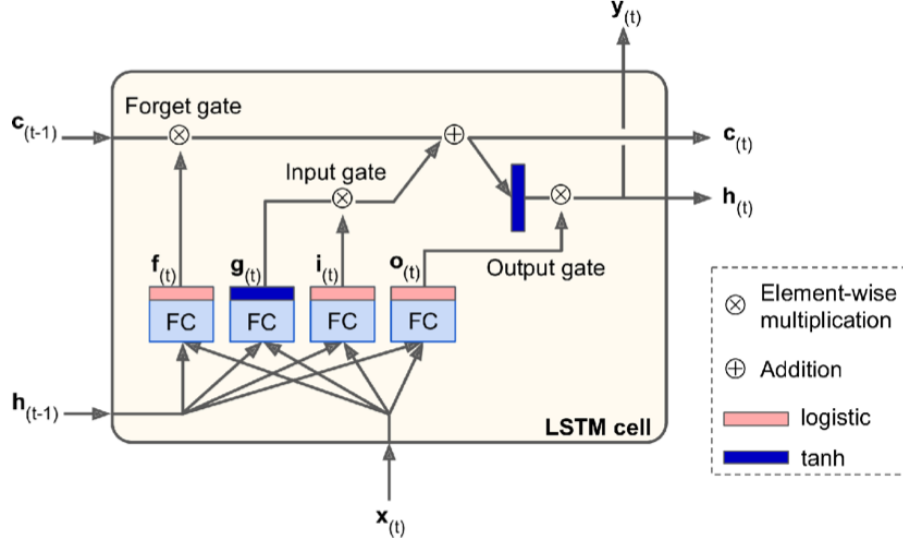 y(t)
Forget gate
c(t-1)
c(t)
Input gate
h(t)
f(t)
g(t)
i(t)
o(t)
Output gate
FC
FC
FC
FC
h(t-1)
LSTM cell
x(t)
Element-wise
multiplication
Addition
logistic
tanh